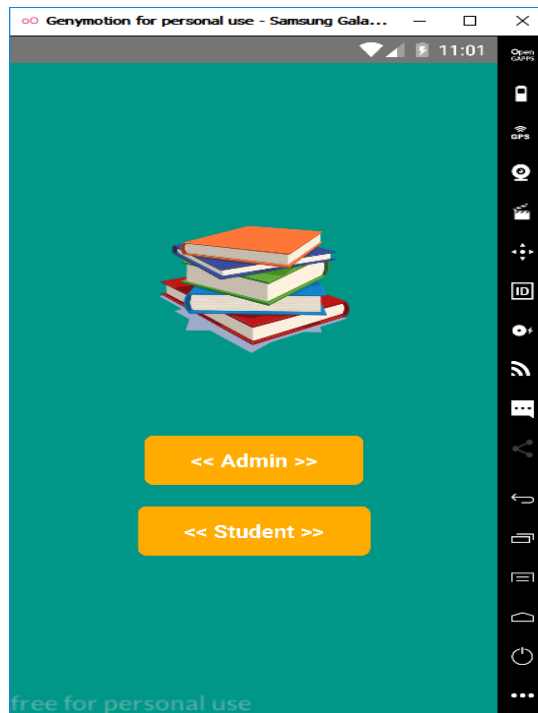 Genymotion for personal use - Samsung Gala...
11:01
Open
GAPPS
GPS
ID
<< Admin >>
<< Student >>
free for personal use